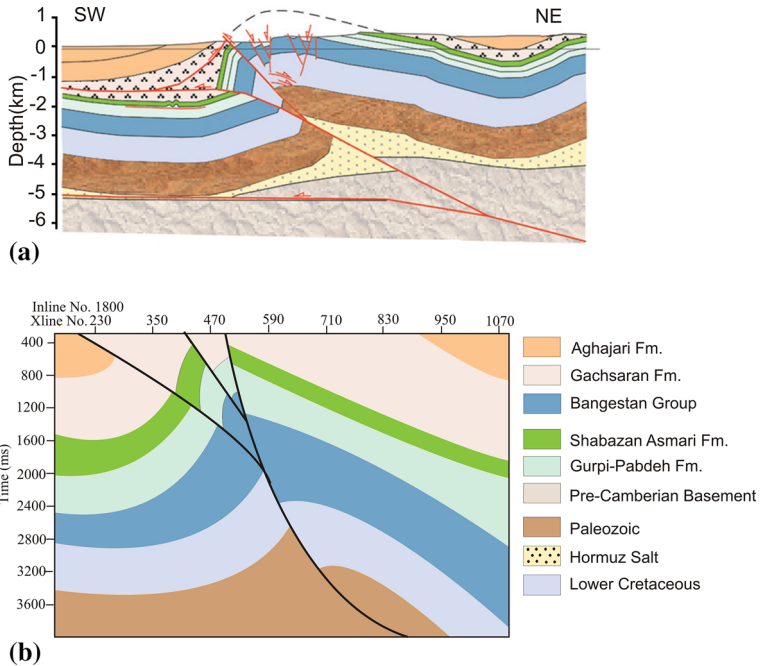 SW
NE
Depth(km)
1
0
-1
-2
-3
-4
-5
-6
(a)
Inline No. 1800
Xline No. 230 350 470 590 710 830 950 1070
Time (ms)
400
800
1200
1600
2000
2400
2800
3200
3600
(b)
Aghajari Fm.
Gachsaran Fm.
Bangestan Group
Shabazan Asmari Fm.
Gurpi-Pabdeh Fm.
Pre-Camberian Basement
Paleozoic
Hormuz Salt
Lower Cretaceous